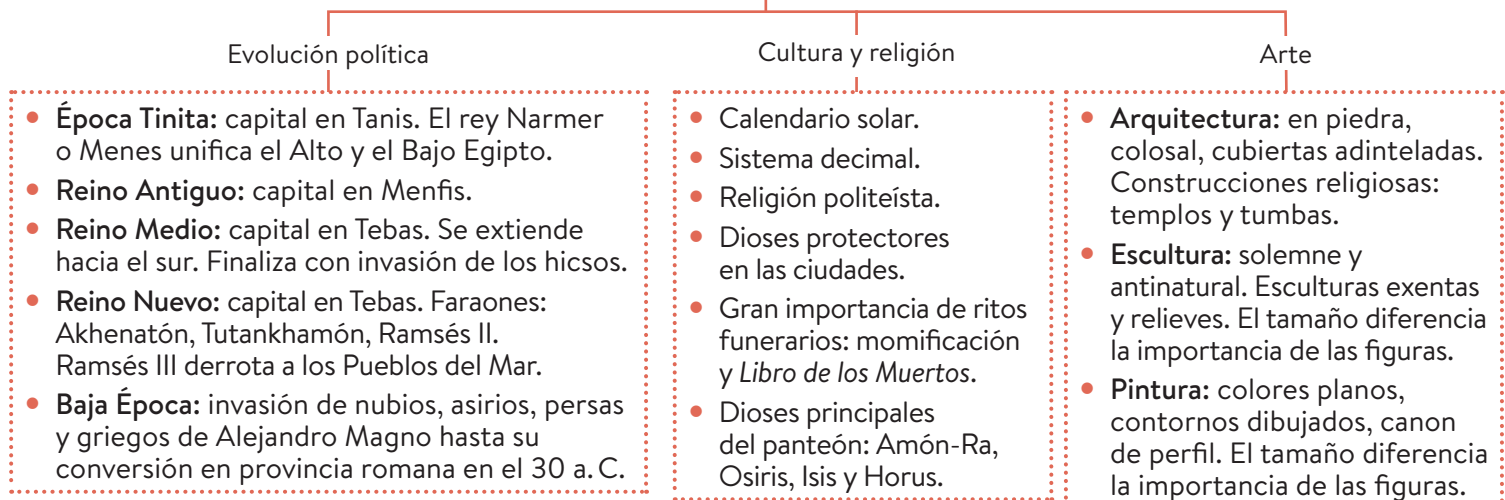 Evolución política
• Época Tinita: capital en Tanis. El rey Narmer
o Menes unifica el Alto y el Bajo Egipto.
• Reino Antiguo: capital en Menfis.
• Reino Medio: capital en Tebas. Se extiende
hacia el sur. Finaliza con invasión de los hicsos.
• Reino Nuevo: capital en Tebas. Faraones:
Akhenatón, Tutankhamón, Ramsés II.
Ramsés III derrota a los Pueblos del Mar.
• Baja Época: invasión de nubios, asirios, persas
y griegos de Alejandro Magno hasta su
conversión en provincia romana en el 30 a. C.
Cultura y religión
• Calendario solar.
• Sistema decimal.
• Religión politeísta.
• Dioses protectores
en las ciudades.
• Gran importancia de ritos
funerarios: momificación
y Libro de los Muertos.
• Dioses principales
del panteón: Amón-Ra,
Osiris, Isis y Horus.
Arte
• Arquitectura: en piedra,
colosal, cubiertas adinteladas.
Construcciones religiosas:
templos y tumbas.
• Escultura: solemne y
antinatural. Esculturas exentas
y relieves. El tamaño diferencia
la importancia de las figuras.
• Pintura: colores planos,
contornos dibujados, canon
de perfil. El tamaño diferencia
la importancia de las figuras.